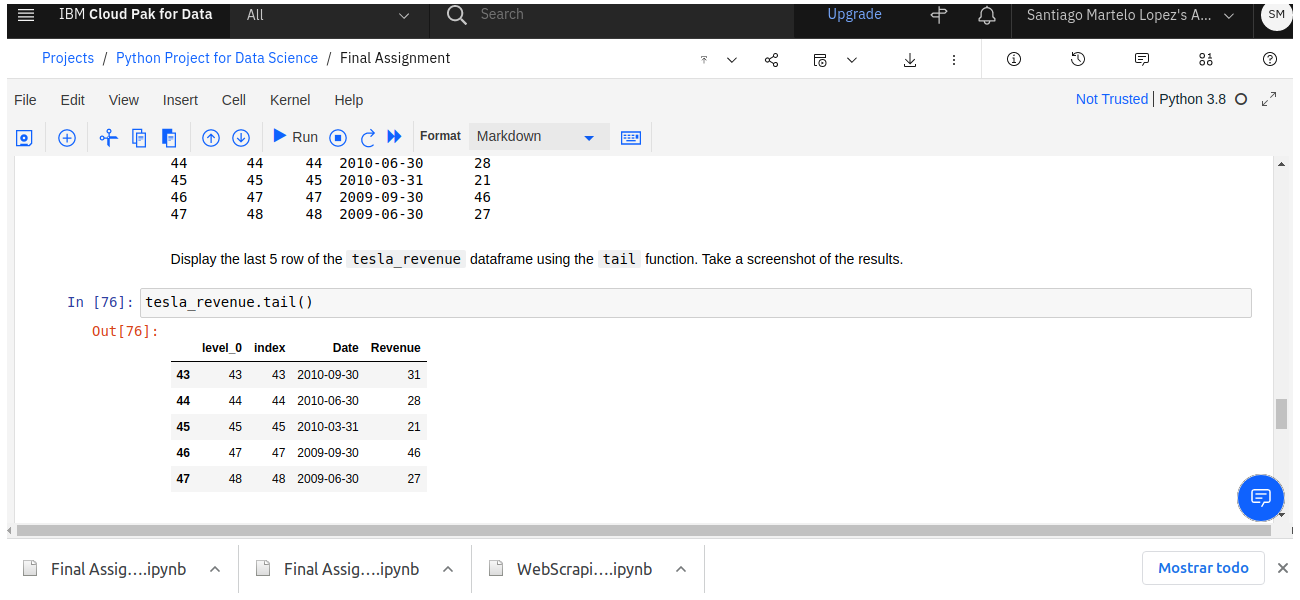 IBM Cloud Pak for Data All Search Upgrade Santiago Martelo Lopez's A... SM
Projects / Python Project for Data Science / Final Assignment
File Edit View Insert Cell Kernel Help Not Trusted Python 3.8
Run Format Markdown
44 44 44 2010-06-30 28
45 45 45 2010-03-31 21
46 47 47 2009-09-30 46
47 48 48 2009-06-30 27
Display the last 5 row of the tesla_revenue dataframe using the tail function. Take a screenshot of the results.
In [76]: tesla_revenue.tail()
Out[76]:
level_0 index Date Revenue
43 43 43 2010-09-30 31
44 44 44 2010-06-30 28
45 45 45 2010-03-31 21
46 47 47 2009-09-30 46
47 48 48 2009-06-30 27
Final Assig....ipynb Final Assig....ipynb WebScrapi....ipynb Mostrar todo